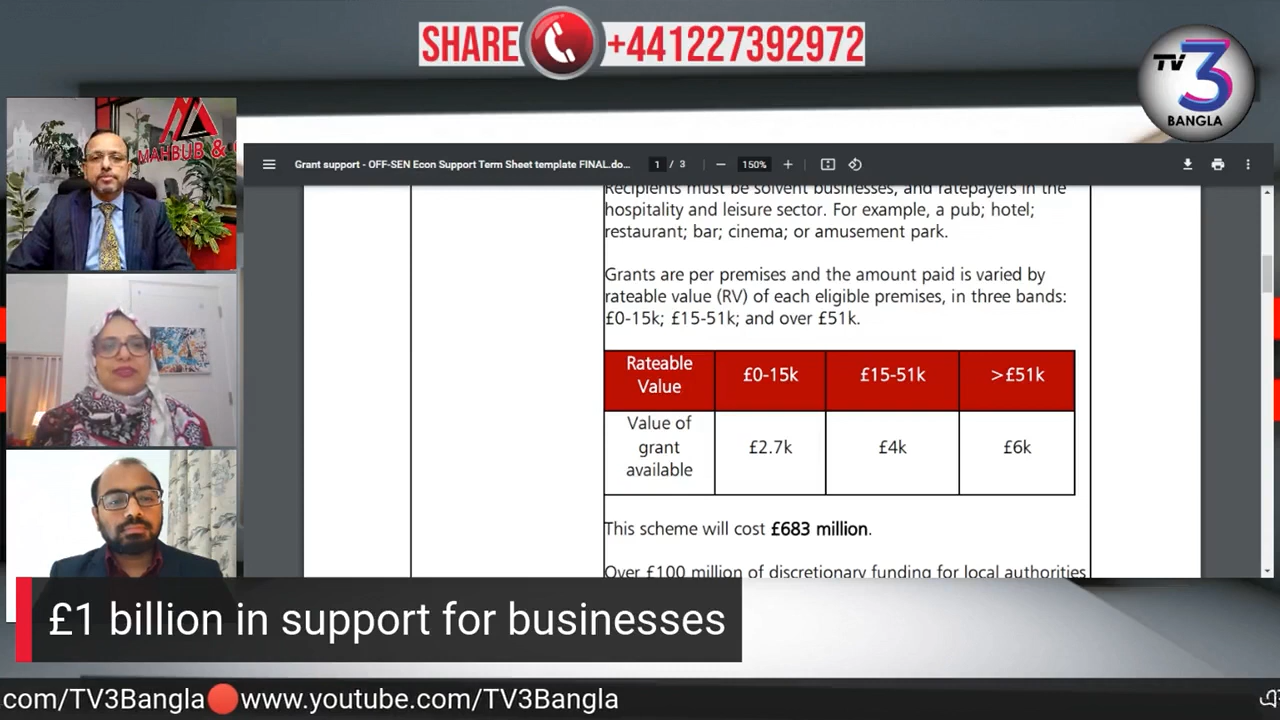 SHARE +441227392972
TV3
BANGLA
MAHBUB &
Grant support - OFF-SEN Econ Support Term Sheet template FINAL.do...
1 / 3
150%
Recipients must be solvent businesses, and ratepayers in the
hospitality and leisure sector. For example, a pub; hotel;
restaurant; bar; cinema; or amusement park.
Grants are per premises and the amount paid is varied by
rateable value (RV) of each eligible premises, in three bands:
£0-15k; £15-51k; and over £51k.
Rateable
Value
£0-15k
£15-51k
>£51k
Value of
grant
available
£2.7k
£4k
£6k
This scheme will cost £683 million.
Over £100 million of discretionary funding for local authorities
£1 billion in support for businesses
com/TV3Bangla www.youtube.com/TV3Bangla